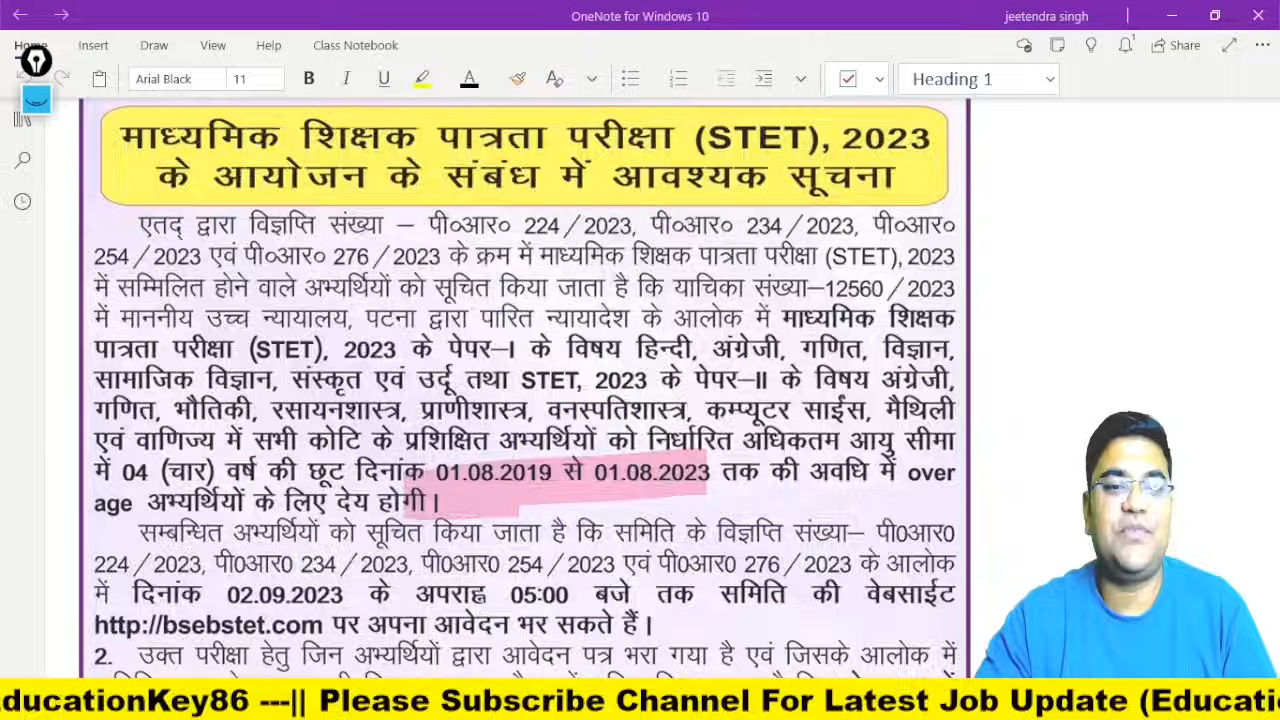 OneNote for Windows 10
jeetendra singh
Home Insert Draw View Help Class Notebook
Share
Arial Black 11 B I U A Heading 1
माध्यमिक शिक्षक पात्रता परीक्षा (STET), 2023
के आयोजन के संबंध में आवश्यक सूचना
एतद् द्वारा विज्ञप्ति संख्या – पी०आर० 224/2023, पी०आर० 234/2023, पी०आर०
254/2023 एवं पी०आर० 276/2023 के क्रम में माध्यमिक शिक्षक पात्रता परीक्षा (STET), 2023
में सम्मिलित होने वाले अभ्यर्थियों को सूचित किया जाता है कि याचिका संख्या–12560/2023
में माननीय उच्च न्यायालय, पटना द्वारा पारित न्यायादेश के आलोक में माध्यमिक शिक्षक
पात्रता परीक्षा (STET), 2023 के पेपर–I के विषय हिन्दी, अंग्रेजी, गणित, विज्ञान,
सामाजिक विज्ञान, संस्कृत एवं उर्दू तथा STET, 2023 के पेपर–II के विषय अंग्रेजी,
गणित, भौतिकी, रसायनशास्त्र, प्राणीशास्त्र, वनस्पतिशास्त्र, कम्प्यूटर साईंस, मैथिली
एवं वाणिज्य में सभी कोटि के प्रशिक्षित अभ्यर्थियों को निर्धारित अधिकतम आयु सीमा
में 04 (चार) वर्ष की छूट दिनांक 01.08.2019 से 01.08.2023 तक की अवधि में over
age अभ्यर्थियों के लिए देय होगी।
सम्बन्धित अभ्यर्थियों को सूचित किया जाता है कि समिति के विज्ञप्ति संख्या– पी0आर0
224/2023, पी0आर0 234/2023, पी0आर0 254/2023 एवं पी0आर0 276/2023 के आलोक
में दिनांक 02.09.2023 के अपराह्न 05:00 बजे तक समिति की वेबसाईट
http://bsebstet.com पर अपना आवेदन भर सकते हैं।
2. उक्त परीक्षा हेतु जिन अभ्यर्थियों द्वारा आवेदन पत्र भरा गया है एवं जिसके आलोक में
ducationKey86 ---|| Please Subscribe Channel For Latest Job Update (Educati